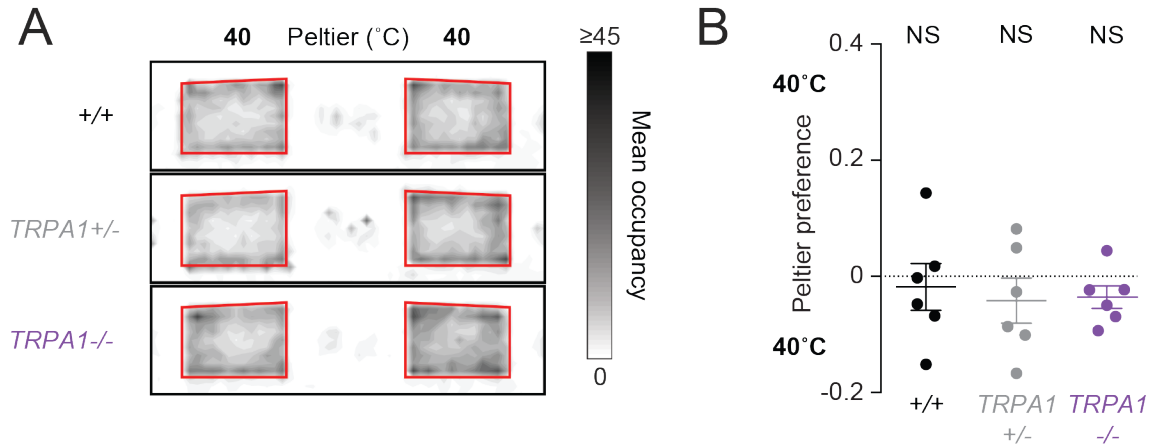 A
40 Peltier (˚C) 40
≥45
+/+
TRPA1+/-
TRPA1-/-
Mean occupancy
0
B
NS NS NS
0.4
40˚C
0.2
Peltier preference
0
40˚C
-0.2
+/+ TRPA1 TRPA1
+/- -/-